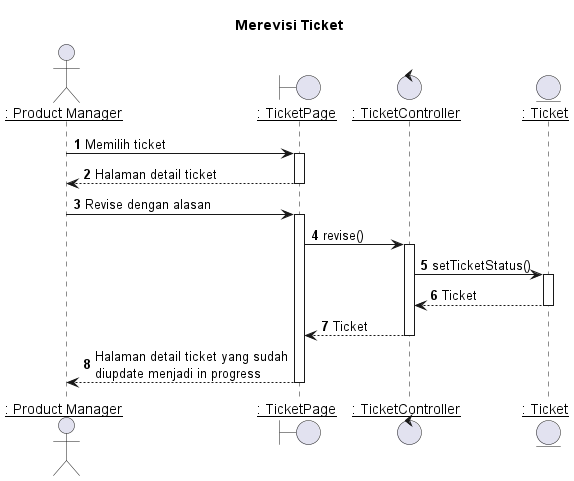 Merevisi Ticket
: Product Manager
: TicketPage
: TicketController
: Ticket
1 Memilih ticket
2 Halaman detail ticket
3 Revise dengan alasan
4 revise()
5 setTicketStatus()
6 Ticket
7 Ticket
8 Halaman detail ticket yang sudah
diupdate menjadi in progress
: Product Manager
: TicketPage
: TicketController
: Ticket